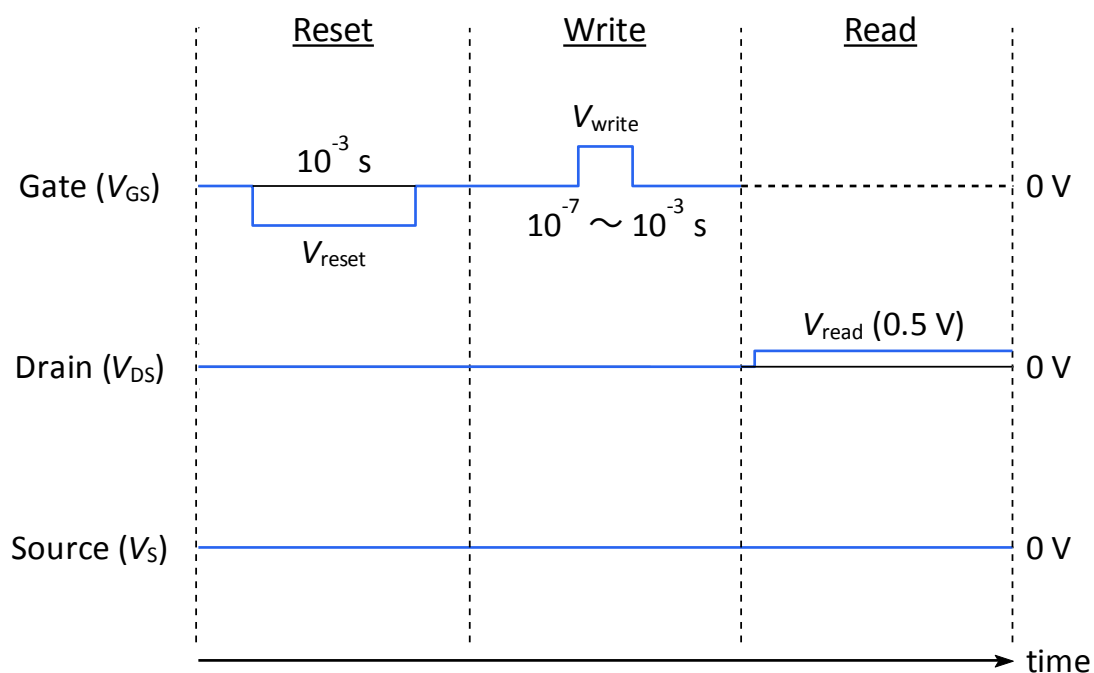 Reset Write Read
V_write
10^-3 s
Gate (V_GS) 0 V
10^-7 ～ 10^-3 s
V_reset
V_read (0.5 V)
Drain (V_DS) 0 V
Source (V_S) 0 V
time